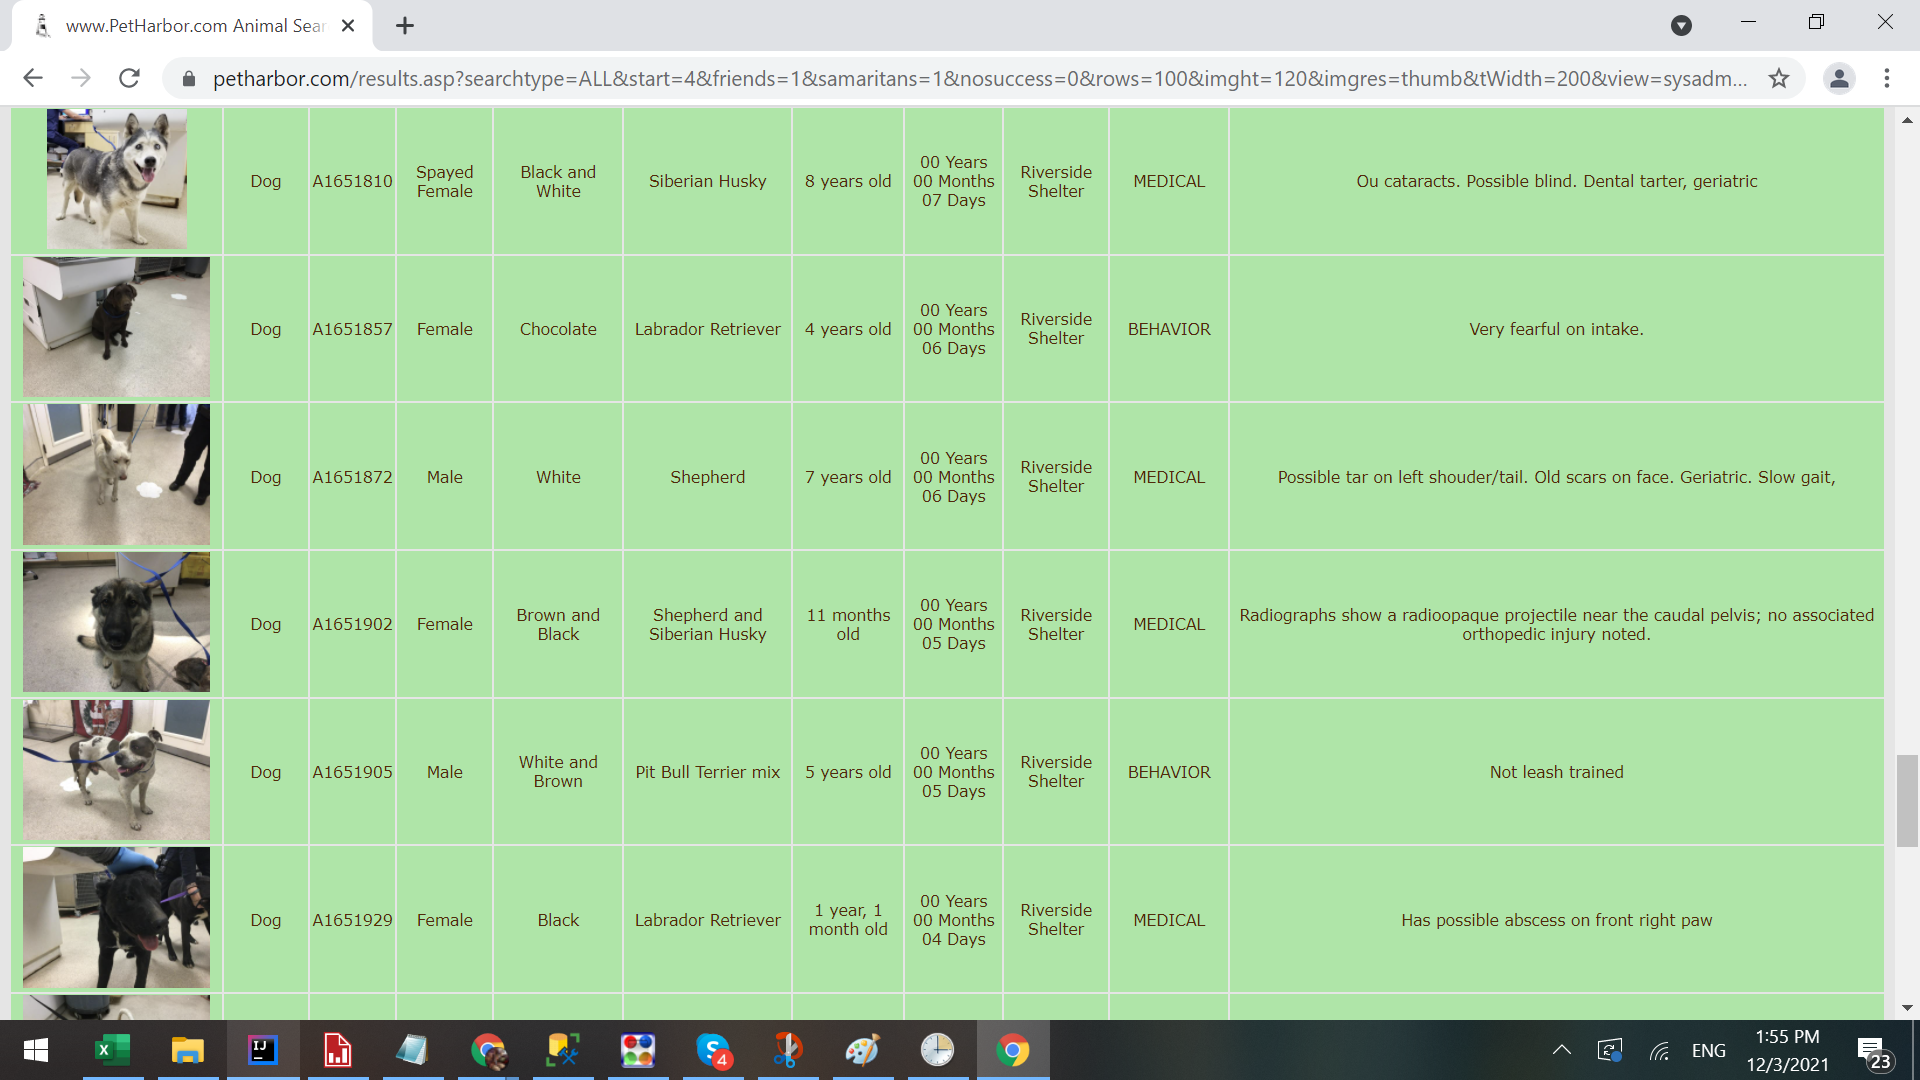 www.PetHarbor.com Animal Sear
petharbor.com/results.asp?searchtype=ALL&start=4&friends=1&samaritans=1&nosuccess=0&rows=100&imght=120&imgres=thumb&tWidth=200&view=sysadm...
Dog
A1651810
Spayed
Female
Black and
White
Siberian Husky
8 years old
00 Years
00 Months
07 Days
Riverside
Shelter
MEDICAL
Ou cataracts. Possible blind. Dental tarter, geriatric
Dog
A1651857
Female
Chocolate
Labrador Retriever
4 years old
00 Years
00 Months
06 Days
Riverside
Shelter
BEHAVIOR
Very fearful on intake.
Dog
A1651872
Male
White
Shepherd
7 years old
00 Years
00 Months
06 Days
Riverside
Shelter
MEDICAL
Possible tar on left shouder/tail. Old scars on face. Geriatric. Slow gait,
Dog
A1651902
Female
Brown and
Black
Shepherd and
Siberian Husky
11 months
old
00 Years
00 Months
05 Days
Riverside
Shelter
MEDICAL
Radiographs show a radioopaque projectile near the caudal pelvis; no associated
orthopedic injury noted.
Dog
A1651905
Male
White and
Brown
Pit Bull Terrier mix
5 years old
00 Years
00 Months
05 Days
Riverside
Shelter
BEHAVIOR
Not leash trained
Dog
A1651929
Female
Black
Labrador Retriever
1 year, 1
month old
00 Years
00 Months
04 Days
Riverside
Shelter
MEDICAL
Has possible abscess on front right paw
X
IJ
S
4
ENG
1:55 PM
12/3/2021
23